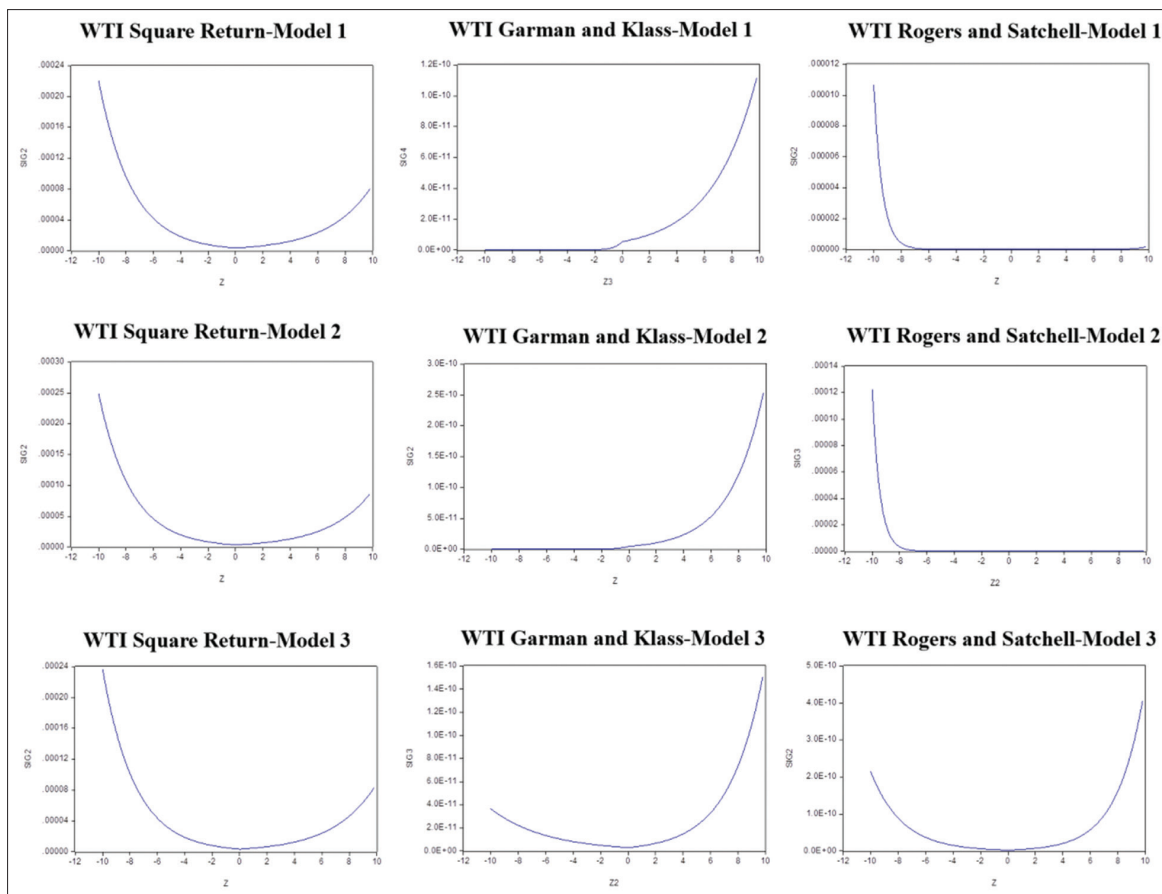 WTI Square Return-Model 1
.00024
.00020
.00016
.00012
.00008
.00004
.00000
SIG2
-12 -10 -8 -6 -4 -2 0 2 4 6 8 10
Z
WTI Garman and Klass-Model 1
1.2E-10
1.0E-10
8.0E-11
6.0E-11
4.0E-11
2.0E-11
0.0E+00
SIG4
-12 -10 -8 -6 -4 -2 0 2 4 6 8 10
Z3
WTI Rogers and Satchell-Model 1
.000012
.000010
.000008
.000006
.000004
.000002
.000000
SIG2
-12 -10 -8 -6 -4 -2 0 2 4 6 8 10
Z
WTI Square Return-Model 2
.00030
.00025
.00020
.00015
.00010
.00005
.00000
SIG2
-12 -10 -8 -6 -4 -2 0 2 4 6 8 10
Z
WTI Garman and Klass-Model 2
3.0E-10
2.5E-10
2.0E-10
1.5E-10
1.0E-10
5.0E-11
0.0E+00
SIG2
-12 -10 -8 -6 -4 -2 0 2 4 6 8 10
Z
WTI Rogers and Satchell-Model 2
.00014
.00012
.00010
.00008
.00006
.00004
.00002
.00000
SIG3
-12 -10 -8 -6 -4 -2 0 2 4 6 8 10
Z2
WTI Square Return-Model 3
.00024
.00020
.00016
.00012
.00008
.00004
.00000
SIG2
-12 -10 -8 -6 -4 -2 0 2 4 6 8 10
Z
WTI Garman and Klass-Model 3
1.6E-10
1.4E-10
1.2E-10
1.0E-10
8.0E-11
6.0E-11
4.0E-11
2.0E-11
0.0E+00
SIG3
-12 -10 -8 -6 -4 -2 0 2 4 6 8 10
Z2
WTI Rogers and Satchell-Model 3
5.0E-10
4.0E-10
3.0E-10
2.0E-10
1.0E-10
0.0E+00
SIG2
-12 -10 -8 -6 -4 -2 0 2 4 6 8 10
Z